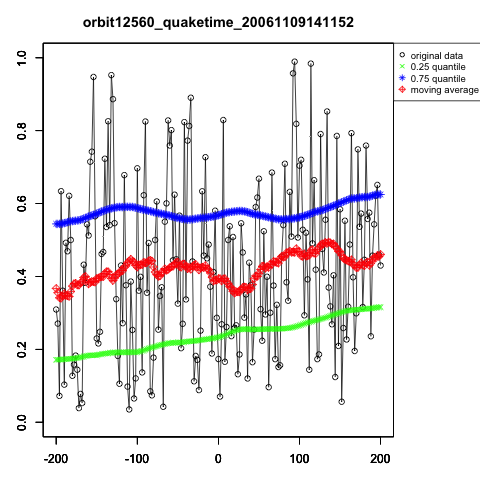 orbit12560_quaketime_20061109141152
original data
0.25 quantile
0.75 quantile
moving average
1.0
0.8
0.6
0.4
0.2
0.0
-200 -100 0 100 200